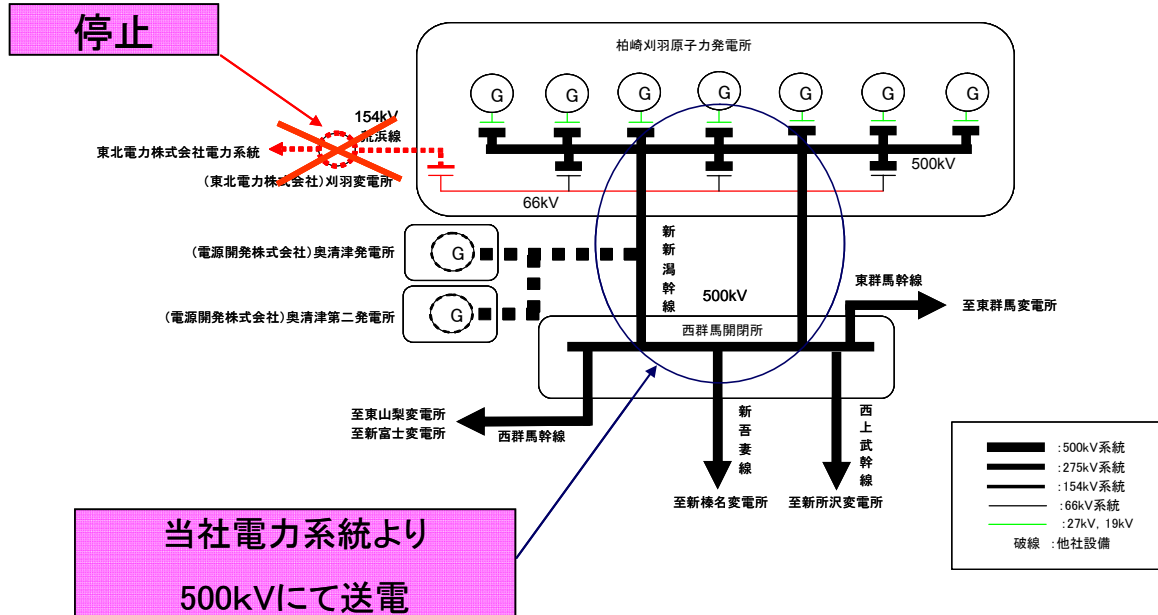 停止
柏崎刈羽原子力発電所
G
G
G
G
G
G
G
154kV
荒浜線
東北電力株式会社電力系統
(東北電力株式会社)刈羽変電所
500kV
66kV
(電源開発株式会社)奥清津発電所
G
新新潟幹線
500kV
東群馬幹線
至東群馬変電所
(電源開発株式会社)奥清津第二発電所
G
西群馬開閉所
至東山梨変電所
至新富士変電所
西群馬幹線
新吾妻線
西上武幹線
至新榛名変電所
至新所沢変電所
:500kV系統
:275kV系統
:154kV系統
:66kV系統
:27kV, 19kV
破線 :他社設備
当社電力系統より
500kVにて送電